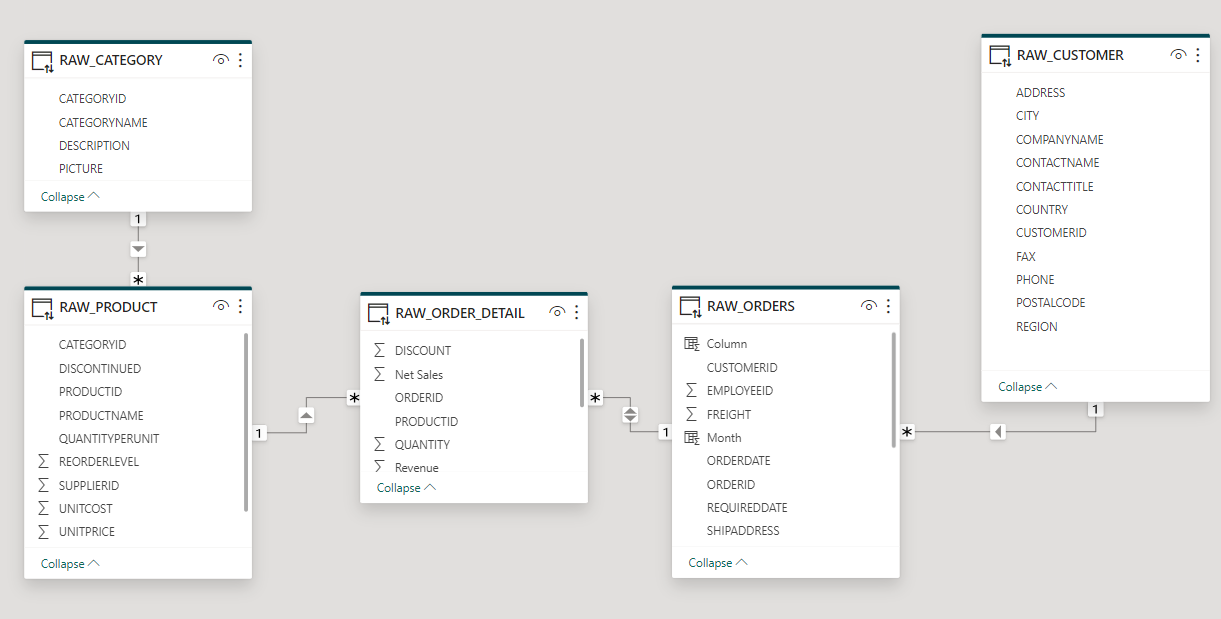 RAW_CATEGORY
CATEGORYID
CATEGORYNAME
DESCRIPTION
PICTURE
Collapse
1
*
RAW_PRODUCT
CATEGORYID
DISCONTINUED
PRODUCTID
PRODUCTNAME
QUANTITYPERUNIT
REORDERLEVEL
SUPPLIERID
UNITCOST
UNITPRICE
Collapse
1
*
RAW_ORDER_DETAIL
DISCOUNT
Net Sales
ORDERID
PRODUCTID
QUANTITY
Revenue
Collapse
*
1
RAW_ORDERS
Column
CUSTOMERID
EMPLOYEEID
FREIGHT
Month
ORDERDATE
ORDERID
REQUIREDDATE
SHIPADDRESS
Collapse
*
1
RAW_CUSTOMER
ADDRESS
CITY
COMPANYNAME
CONTACTNAME
CONTACTTITLE
COUNTRY
CUSTOMERID
FAX
PHONE
POSTALCODE
REGION
Collapse